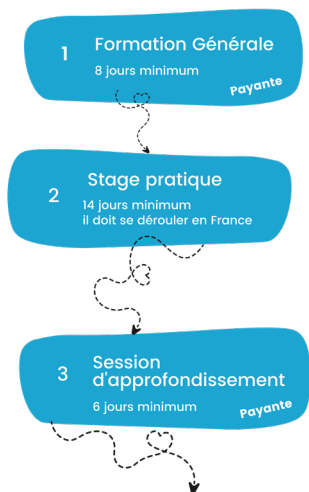 1
Formation Générale
8 jours minimum
Payante
2
Stage pratique
14 jours minimum
il doit se dérouler en France
3
Session
d'approfondissement
6 jours minimum
Payante